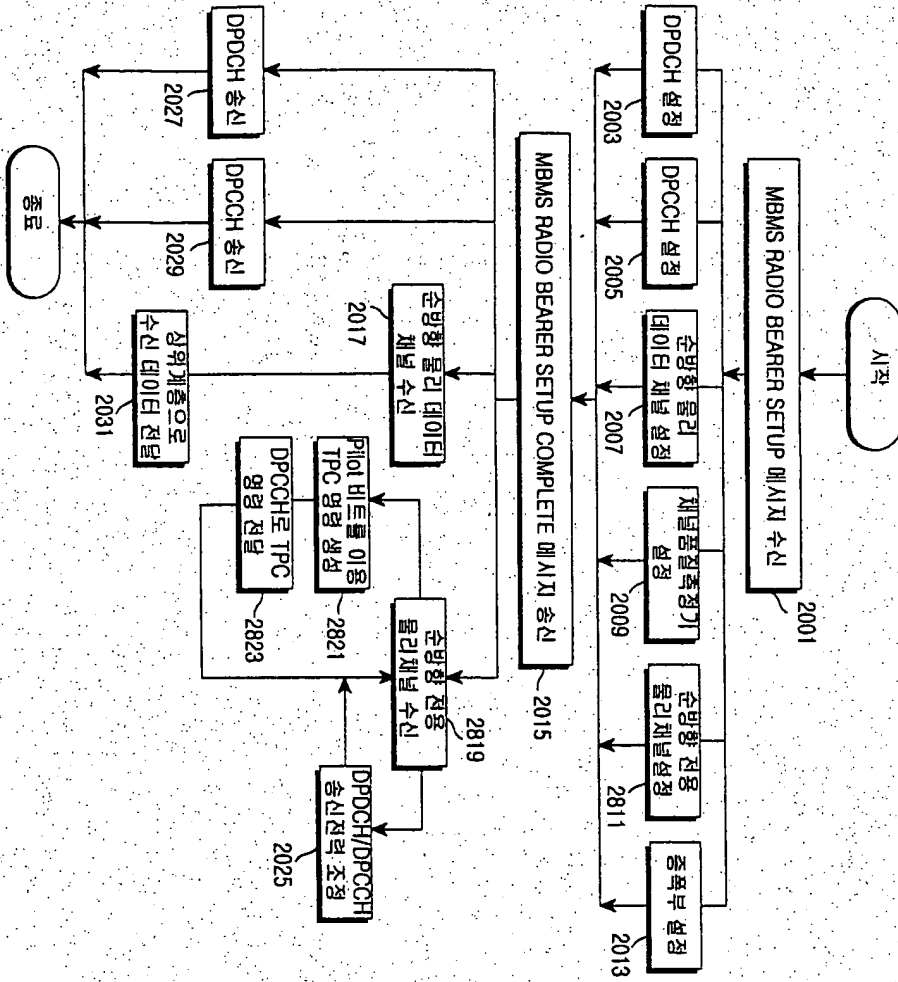 시작
MBMS RADIO BEARER SETUP 메시지 수신
2001
DPDCH 설정
2003
DPCCH 설정
2005
순방향 물리
데이터 채널 설정
2007
채널품질측정기
설정
2009
순방향 전용
물리채널설정
2811
증폭부 설정
2013
MBMS RADIO BEARER SETUP COMPLETE 메시지 송신
2015
DPDCH 송신
2027
DPCCH 송신
2029
순방향 물리 데이터
채널 수신
2017
순방향 전용
물리채널 수신
2819
Pilot 비트를 이용
TPC 명령 생성
2821
DPCCH로 TPC
명령 전달
2823
DPDCH/DPCCH
송신전력 조정
2025
상위계층으로
수신 데이터 전달
2031
종료